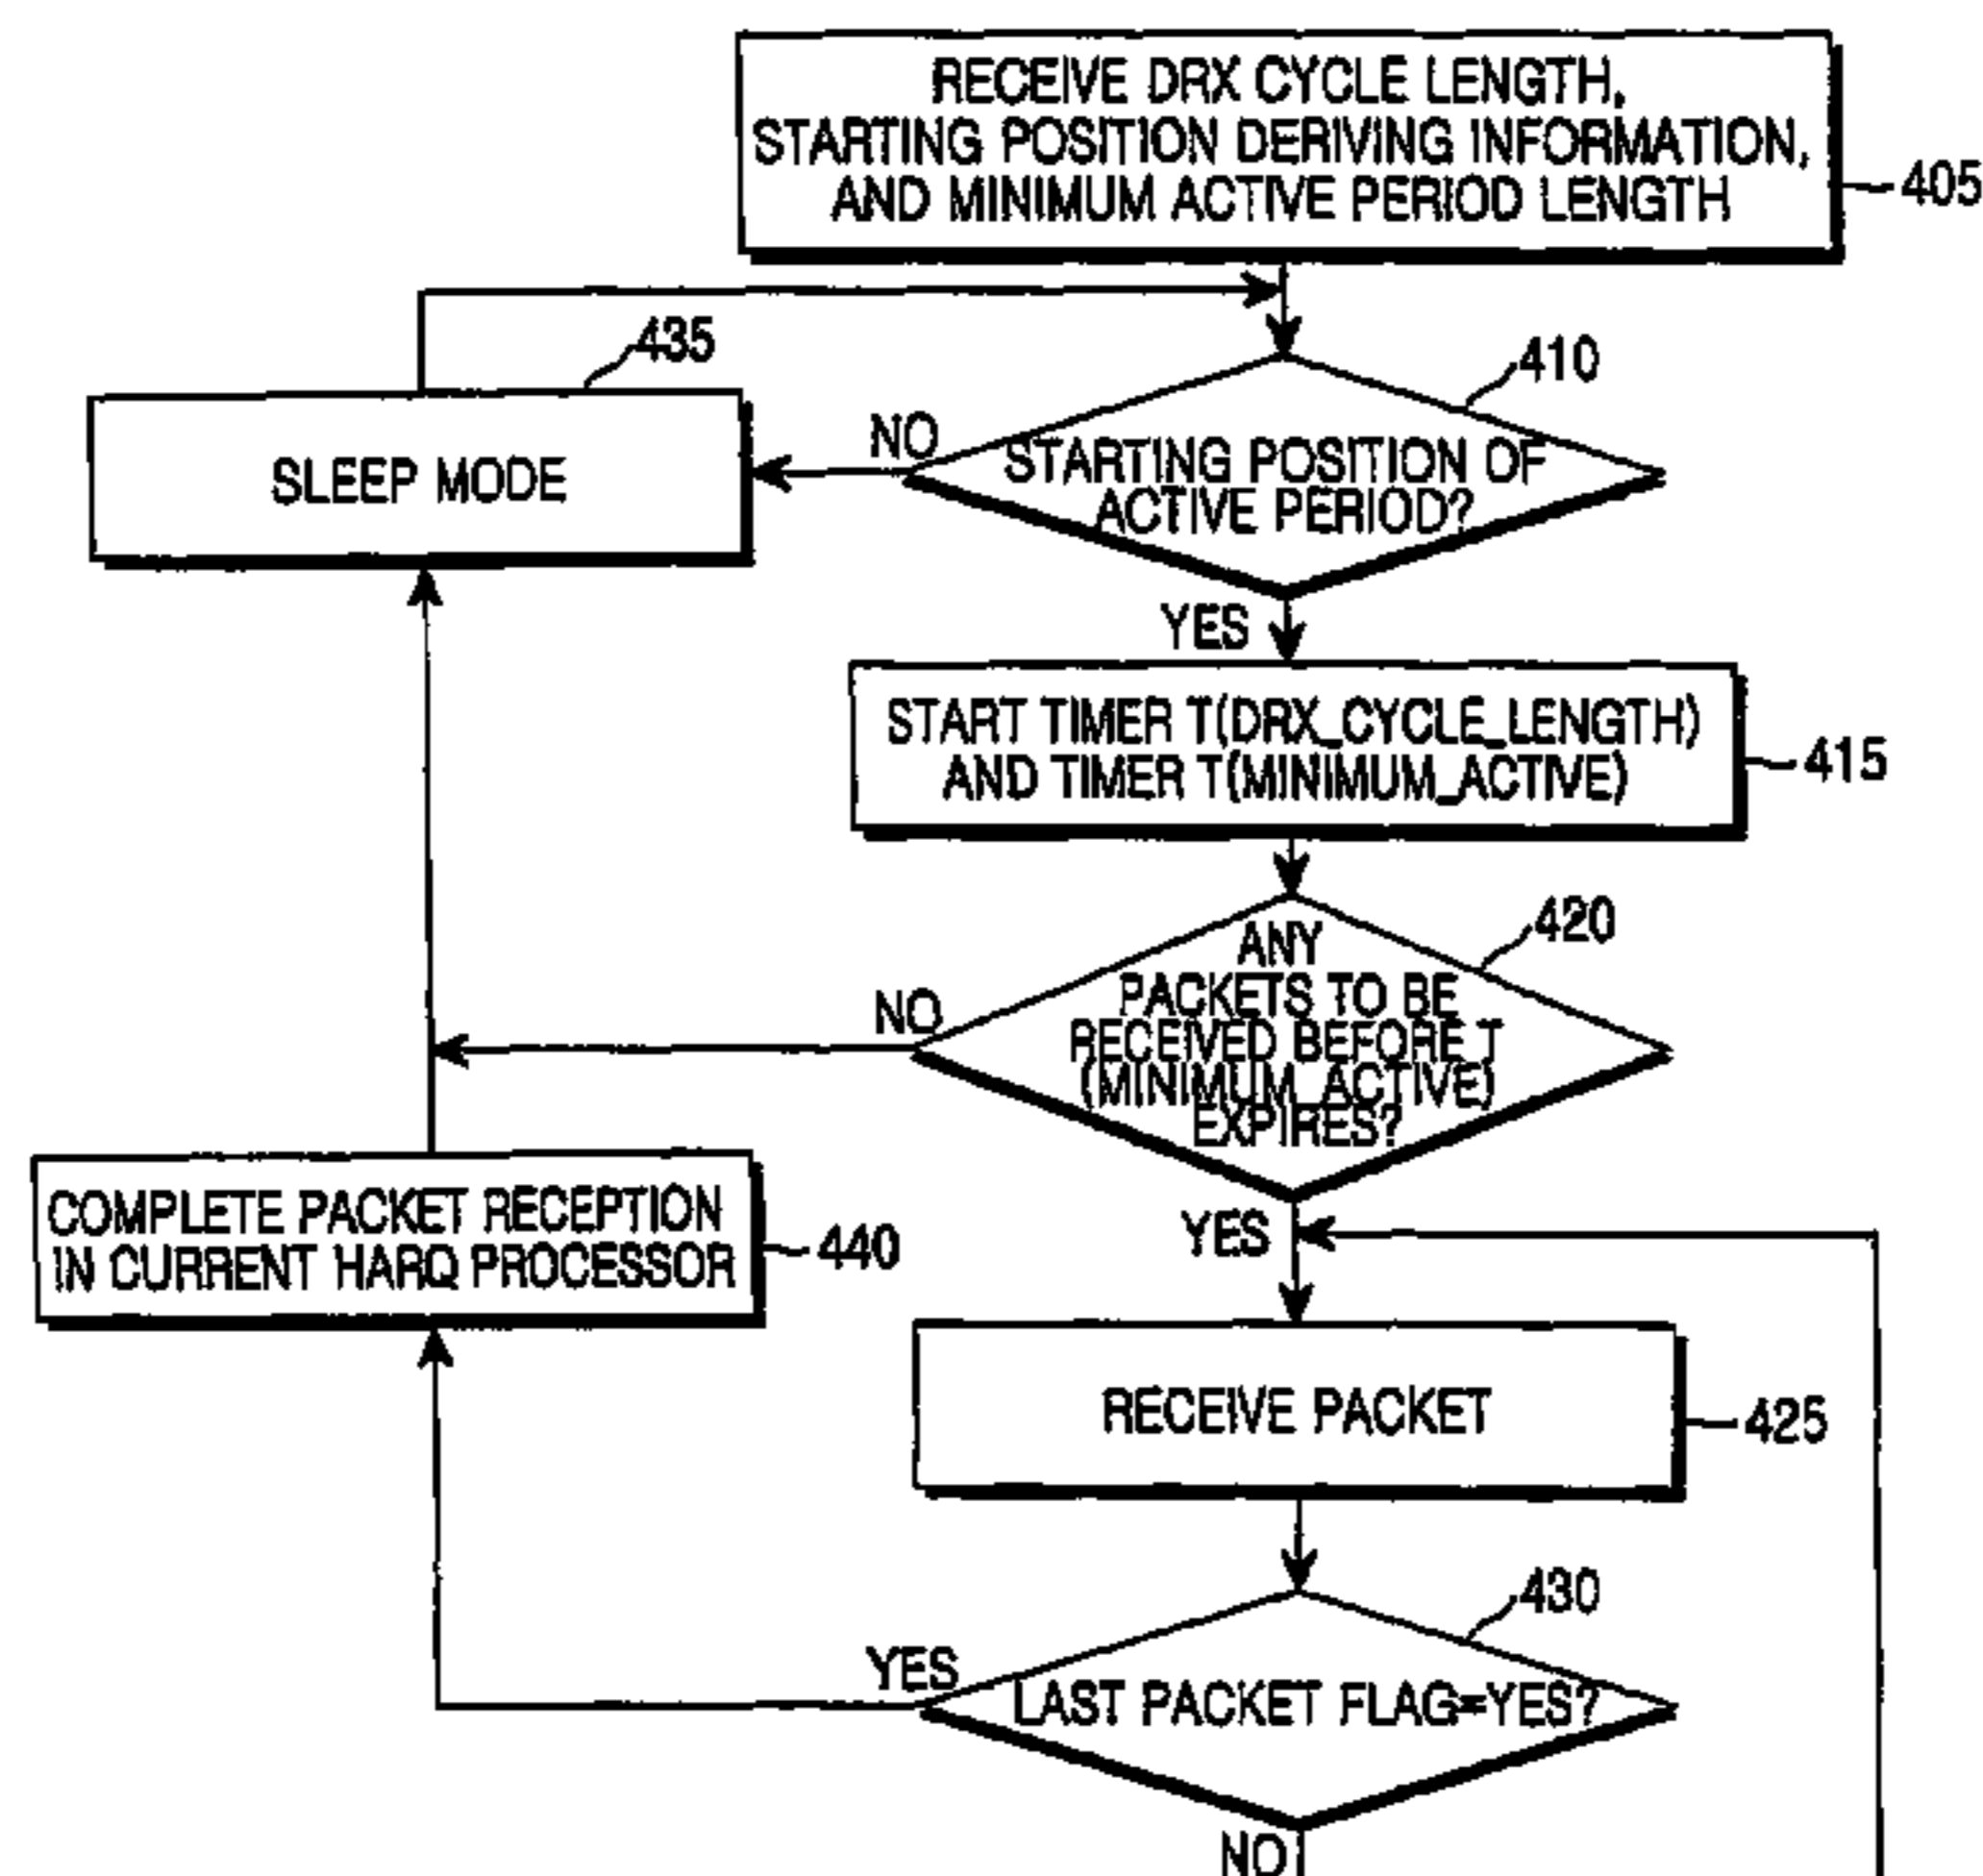 RECEIVE DRX CYCLE LENGTH,
STARTING POSITION DERIVING INFORMATION,
AND MINIMUM ACTIVE PERIOD LENGTH
405
435
410
NO
STARTING POSITION OF
ACTIVE PERIOD?
SLEEP MODE
YES
START TIMER T(DRX_CYCLE_LENGTH)
AND TIMER T(MINIMUM_ACTIVE)
415
420
ANY
PACKETS TO BE
RECEIVED BEFORE T
(MINIMUM_ACTIVE)
EXPIRES?
NO
COMPLETE PACKET RECEPTION
IN CURRENT HARQ PROCESSOR
440
YES
RECEIVE PACKET
425
430
YES
LAST PACKET FLAG=YES?
NO